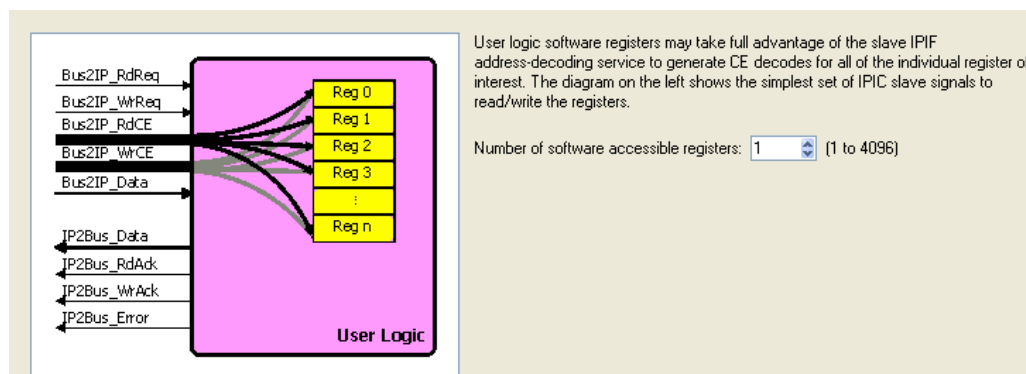 Bus2IP_RdReq
Bus2IP_WrReq
Bus2IP_RdCE
Bus2IP_WrCE
Bus2IP_Data
IP2Bus_Data
IP2Bus_RdAck
IP2Bus_WrAck
IP2Bus_Error
Reg 0
Reg 1
Reg 2
Reg 3
:
Reg n
User Logic
User logic software registers may take full advantage of the slave IPIF
address-decoding service to generate CE decodes for all of the individual register
interest. The diagram on the left shows the simplest set of IPIC slave signals to
read/write the registers.
Number of software accessible registers: 1 (1 to 4096)